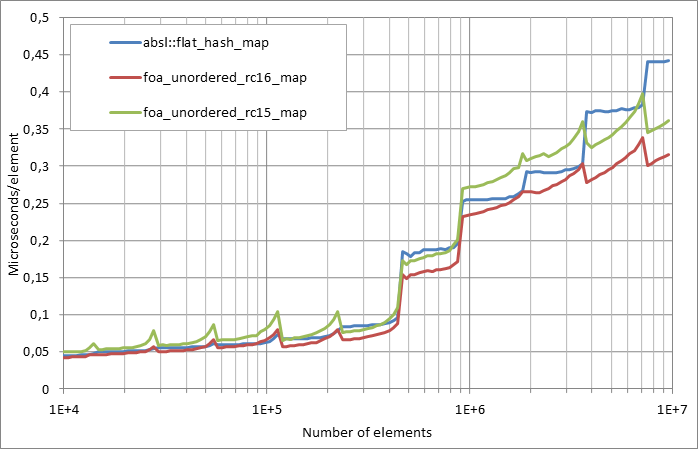 0,5
0,45
0,4
0,35
0,3
0,25
0,2
0,15
0,1
0,05
0
Microseconds/element
absl::flat_hash_map
foa_unordered_rc16_map
foa_unordered_rc15_map
1E+4 1E+5 1E+6 1E+7
Number of elements